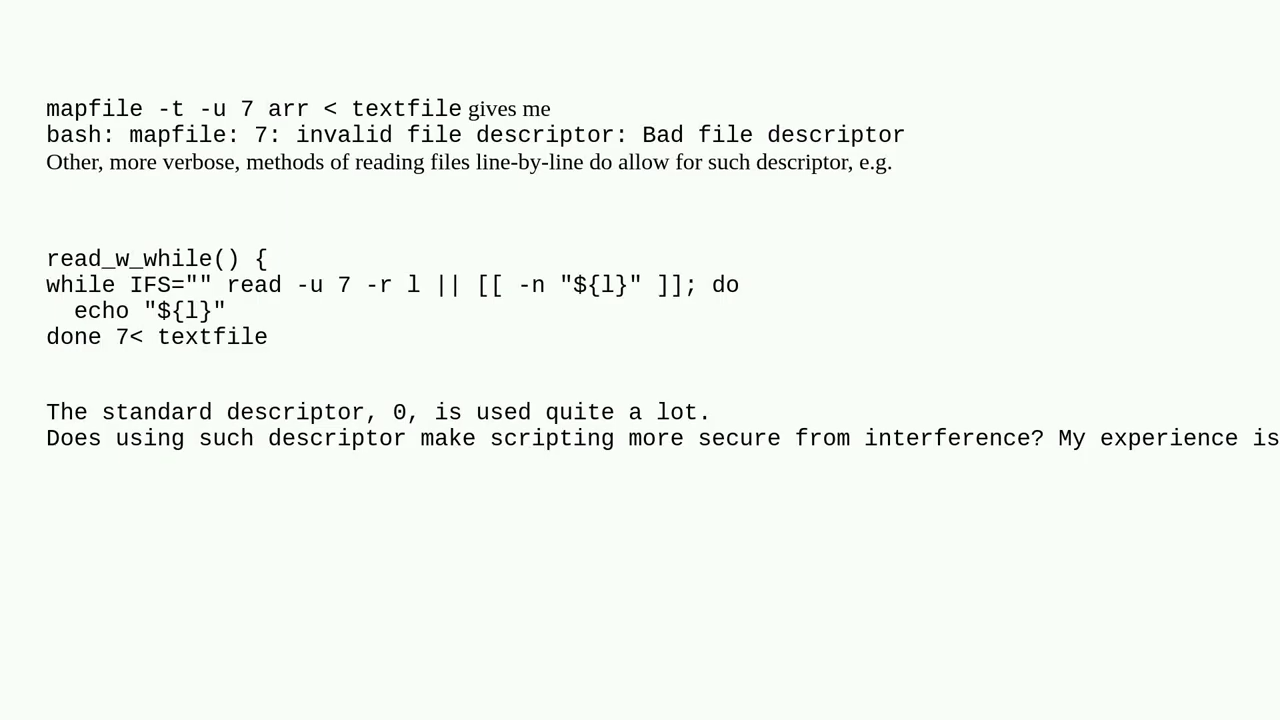 mapfile -t -u 7 arr < textfile gives me
bash: mapfile: 7: invalid file descriptor: Bad file descriptor
Other, more verbose, methods of reading files line-by-line do allow for such descriptor, e.g.
read_w_while() {
while IFS="" read -u 7 -r l || [[ -n "${l}" ]]; do
  echo "${l}"
done 7< textfile
The standard descriptor, 0, is used quite a lot.
Does using such descriptor make scripting more secure from interference? My experience is